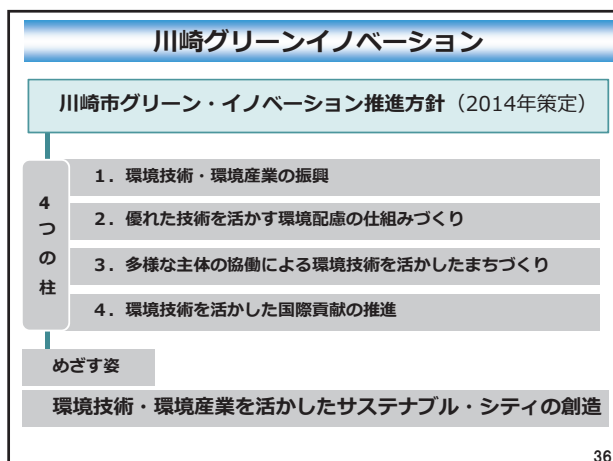 川崎グリーンイノベーション
川崎市グリーン・イノベーション推進方針（2014年策定）
4つの柱
1．環境技術・環境産業の振興
2．優れた技術を活かす環境配慮の仕組みづくり
3．多様な主体の協働による環境技術を活かしたまちづくり
4．環境技術を活かした国際貢献の推進
めざす姿
環境技術・環境産業を活かしたサステナブル・シティの創造
36